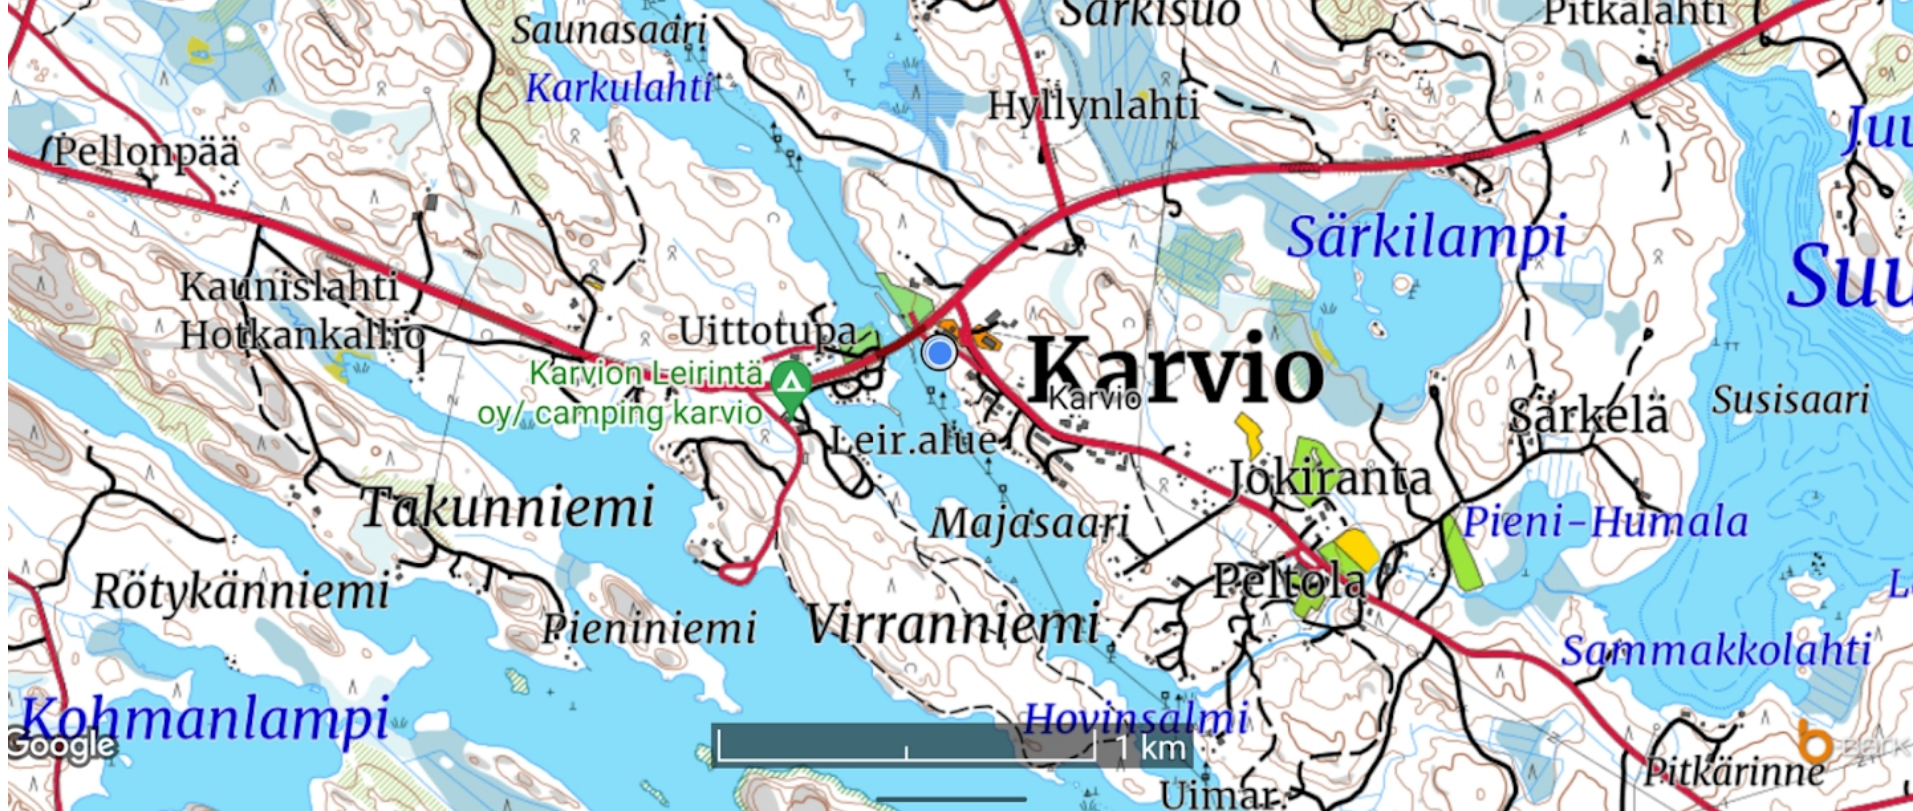 Särkisuo
Pitkälahti
Saunasaari
Karkulahti
Hyllynlahti
Pellonpää
Särkilampi
Kaunislahti
Hotkankallio
Uittotupa
Karvion Leirintä
oy/ camping karvio
Karvio
Karvio
Susisaari
Leir.alue
Särkelä
Jokiranta
Takunniemi
Majasaari
Pieni-Humala
Rötykänniemi
Peltola
Pieniniemi
Virranniemi
Sammakkolahti
Kohmanlampi
Hovinsalmi
Google
1 km
Pitkärinne
Uimar.